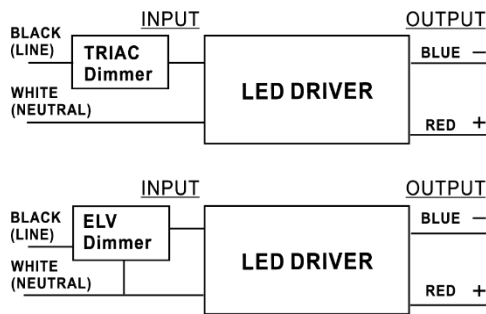 INPUT OUTPUT
BLACK
(LINE)
TRIAC
Dimmer
WHITE
(NEUTRAL)
LED DRIVER
BLUE −
RED +
INPUT OUTPUT
BLACK
(LINE)
ELV
Dimmer
WHITE
(NEUTRAL)
LED DRIVER
BLUE −
RED +